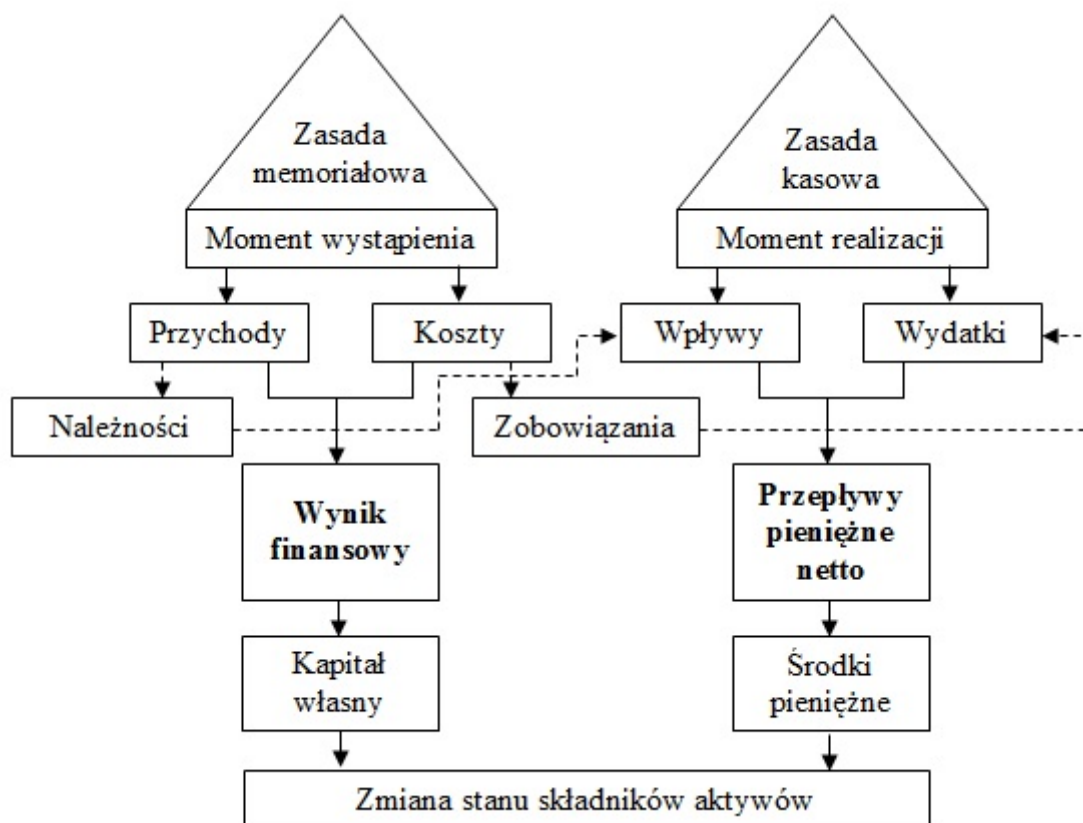 Zasada
memoriałowa
Zasada
kasowa
Moment wystąpienia
Moment realizacji
Przychody
Koszty
Wpływy
Wydatki
Należności
Zobowiązania
Wynik
finansowy
Przepływy
pieniężne
netto
Kapitał
własny
Środki
pieniężne
Zmiana stanu składników aktywów